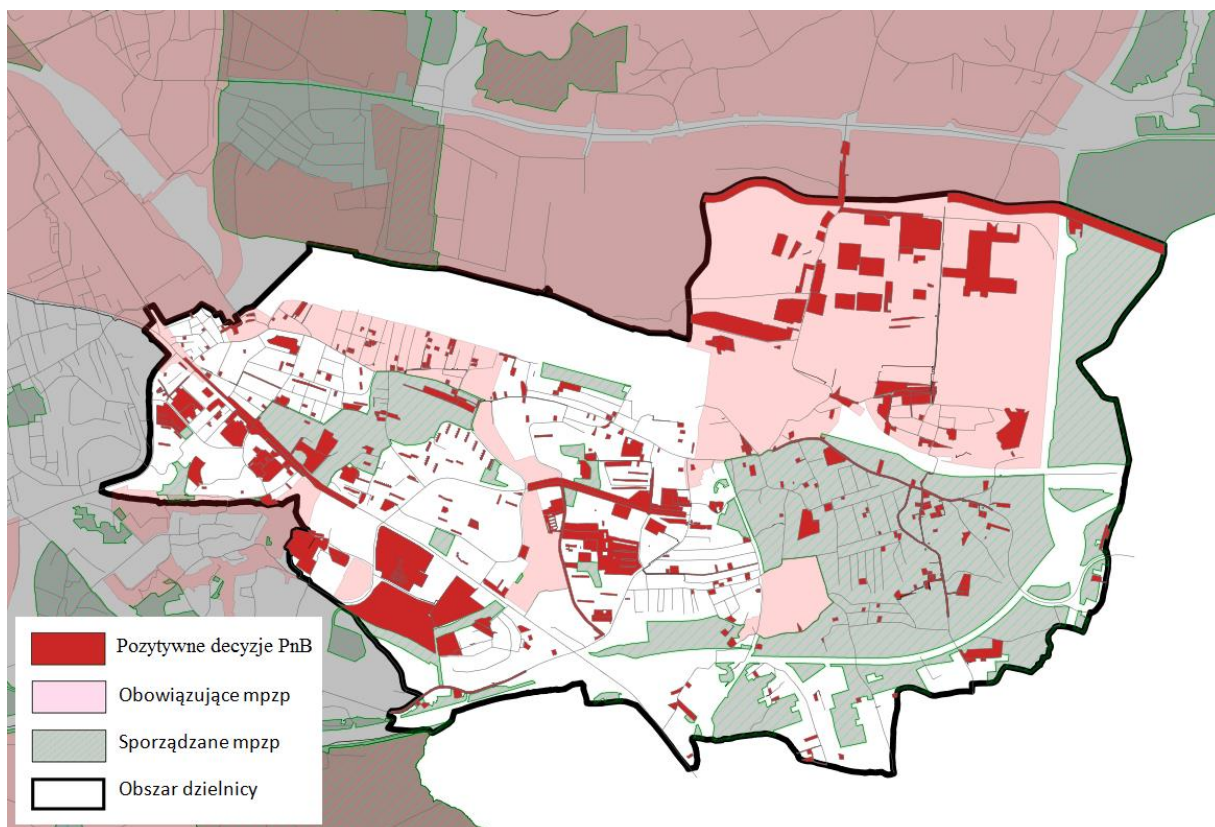 Pozytywne decyzje PnB
Obowiązujące mpzp
Sporządzane mpzp
Obszar dzielnicy